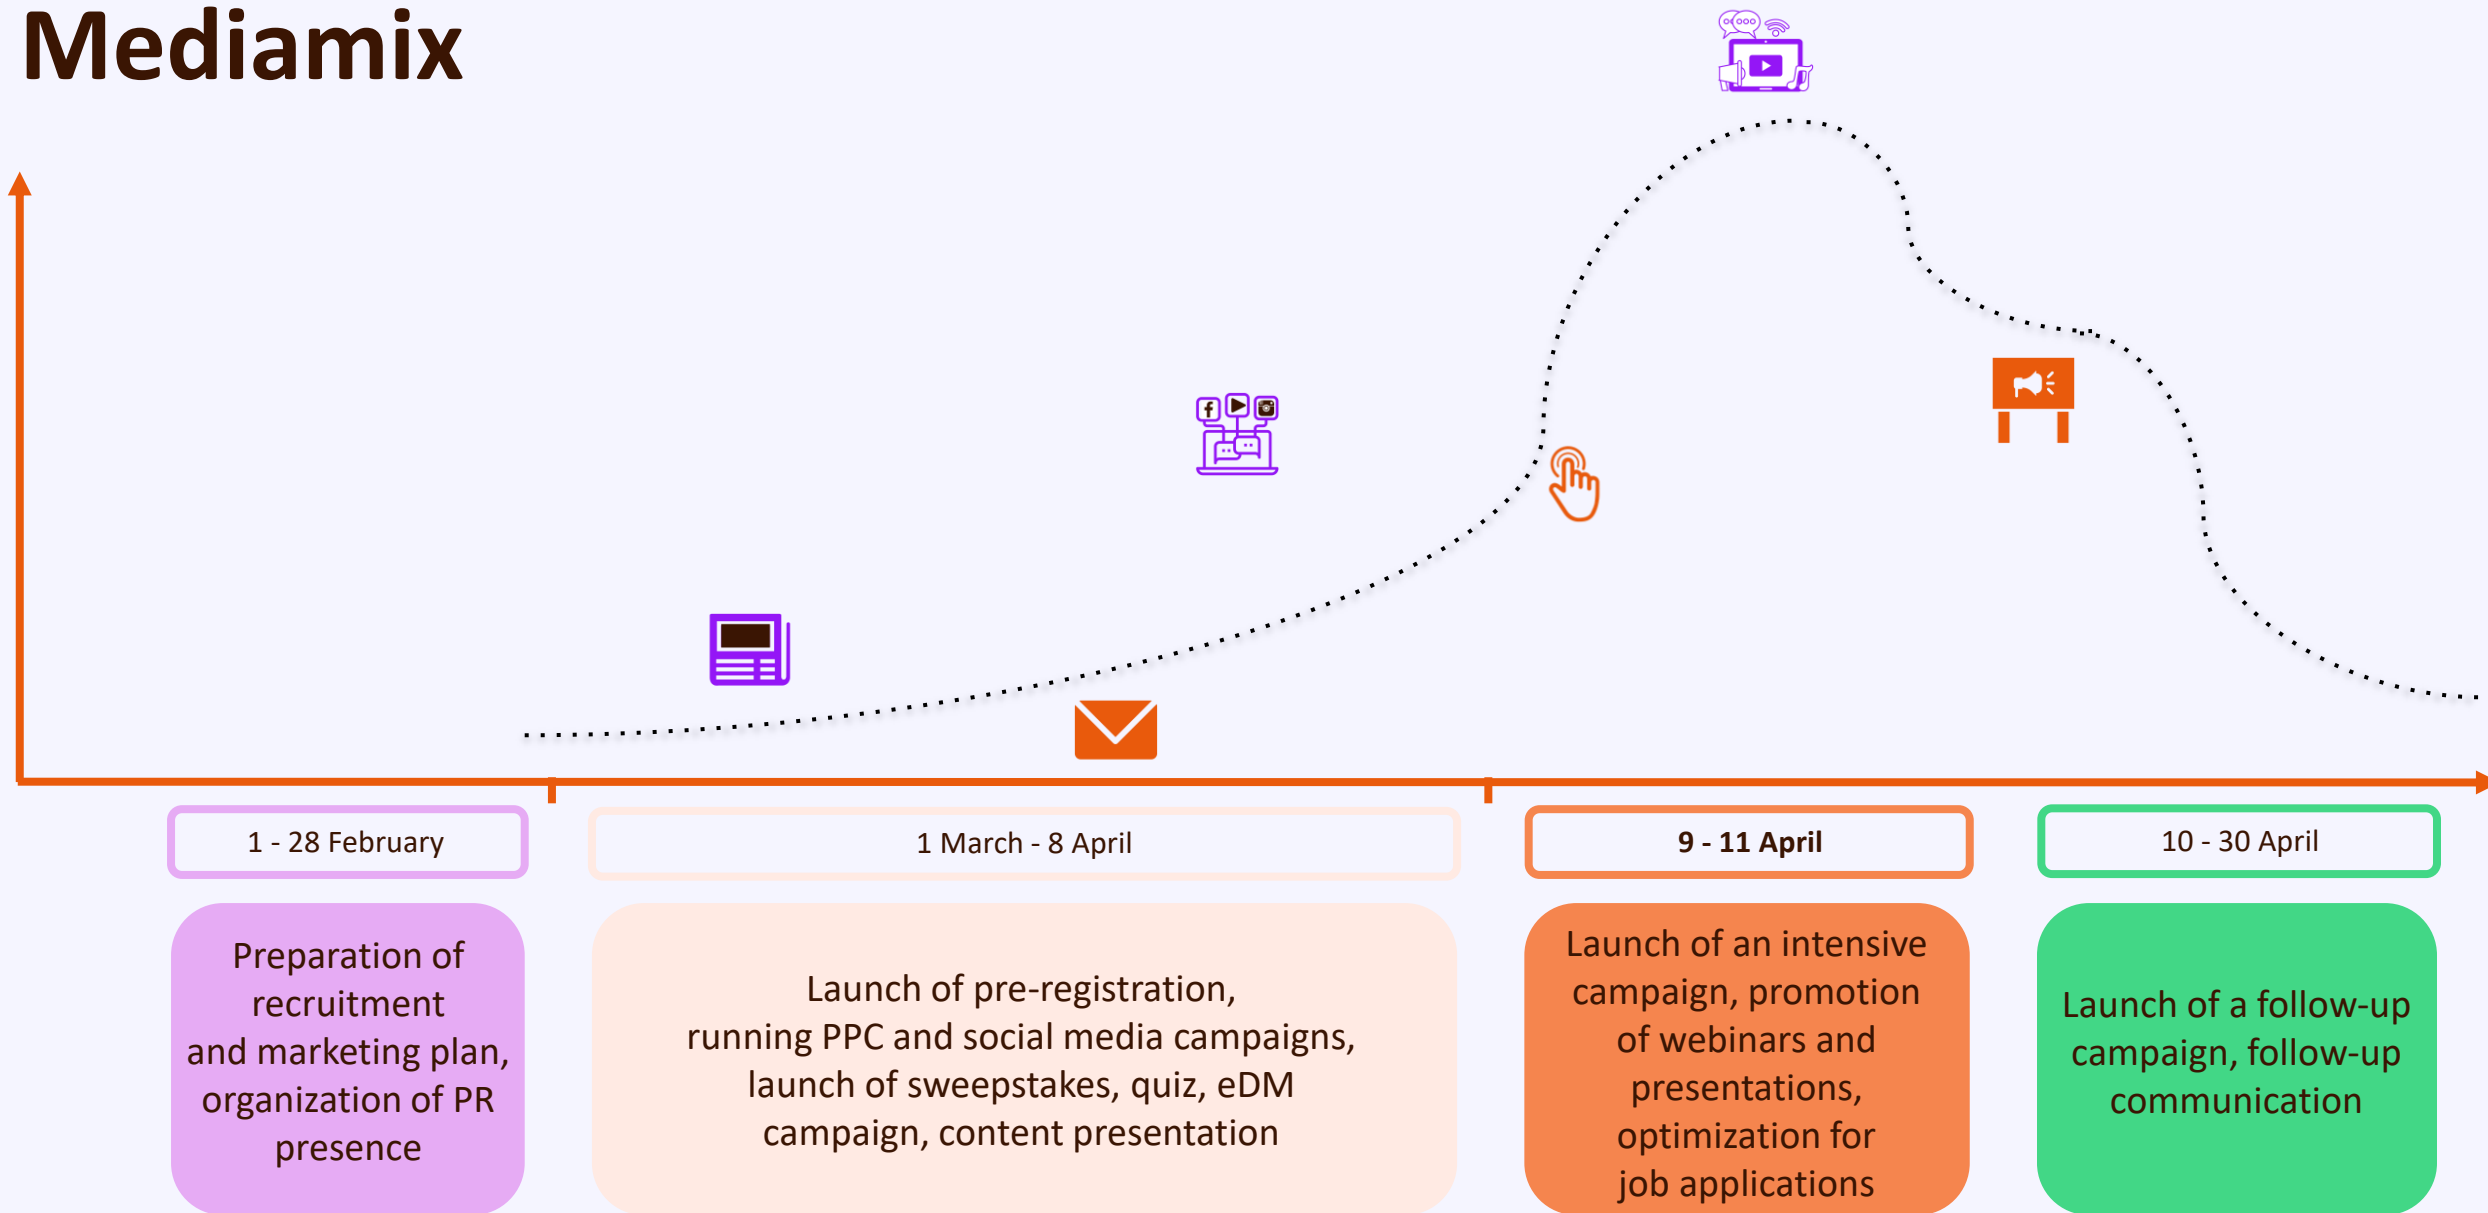 Mediamix
1 - 28 February
1 March - 8 April
9 - 11 April
10 - 30 April
Preparation of
recruitment
and marketing plan,
organization of PR
presence
Launch of pre-registration,
running PPC and social media campaigns,
launch of sweepstakes, quiz, eDM
campaign, content presentation
Launch of an intensive
campaign, promotion
of webinars and
presentations,
optimization for
job applications
Launch of a follow-up
campaign, follow-up
communication